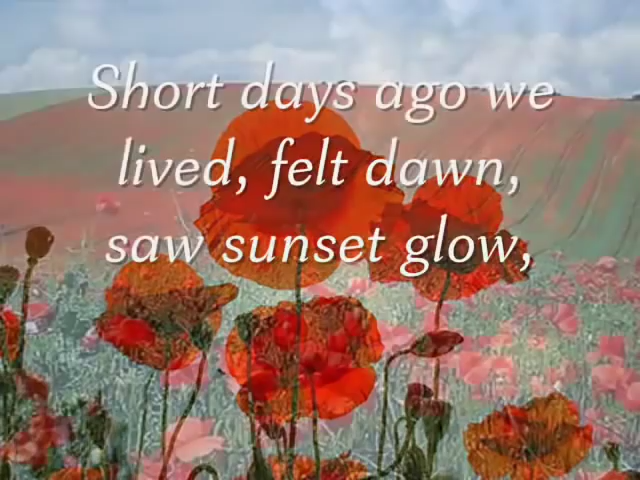 Short days ago we
lived, felt dawn,
saw sunset glow,